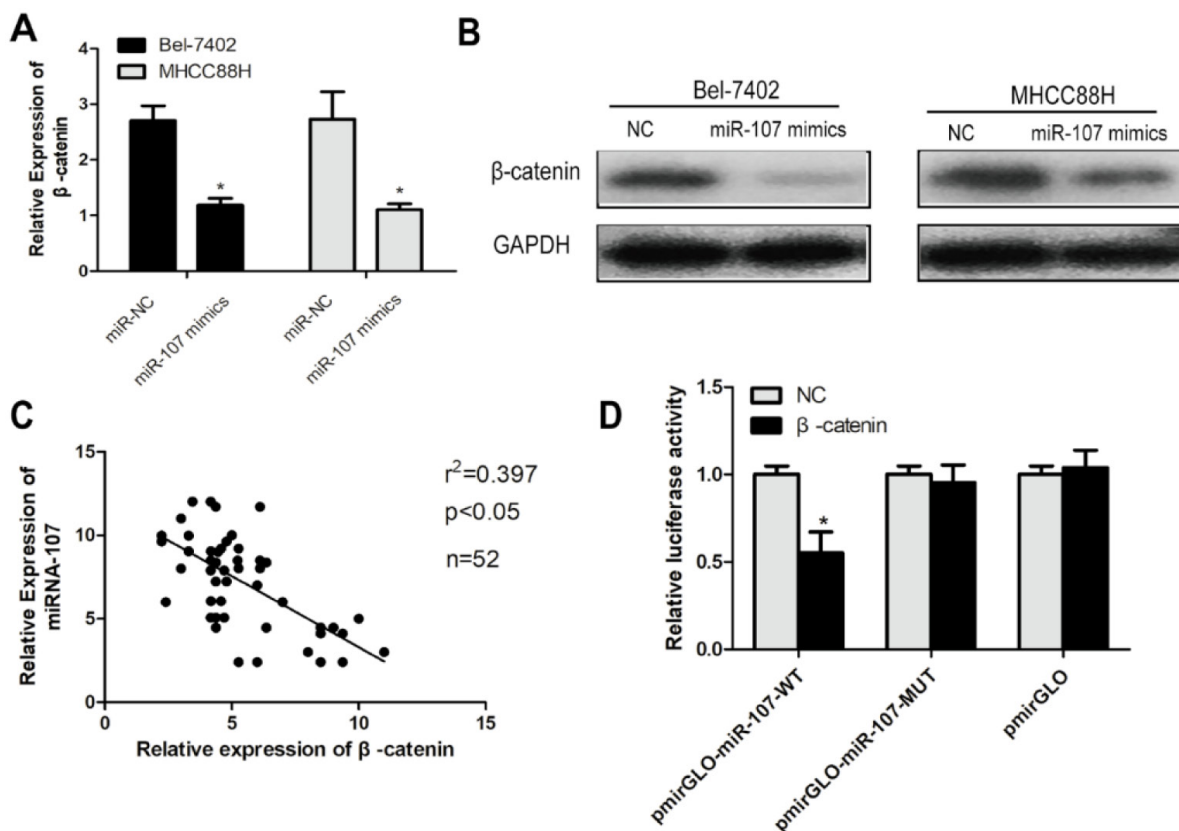 A
Bel-7402
MHCC88H
Relative Expression of
β -catenin
4
3
2
1
0
*
*
miR-NC
miR-107 mimics
miR-NC
miR-107 mimics
B
Bel-7402
MHCC88H
NC
miR-107 mimics
NC
miR-107 mimics
β-catenin
GAPDH
C
Relative Expression of
miRNA-107
15
10
5
0
r²=0.397
p<0.05
n=52
0
5
10
15
Relative expression of β -catenin
D
NC
β -catenin
Relative luciferase activity
1.5
1.0
0.5
0.0
*
pmirGLO-miR-107-WT
pmirGLO-miR-107-MUT
pmirGLO